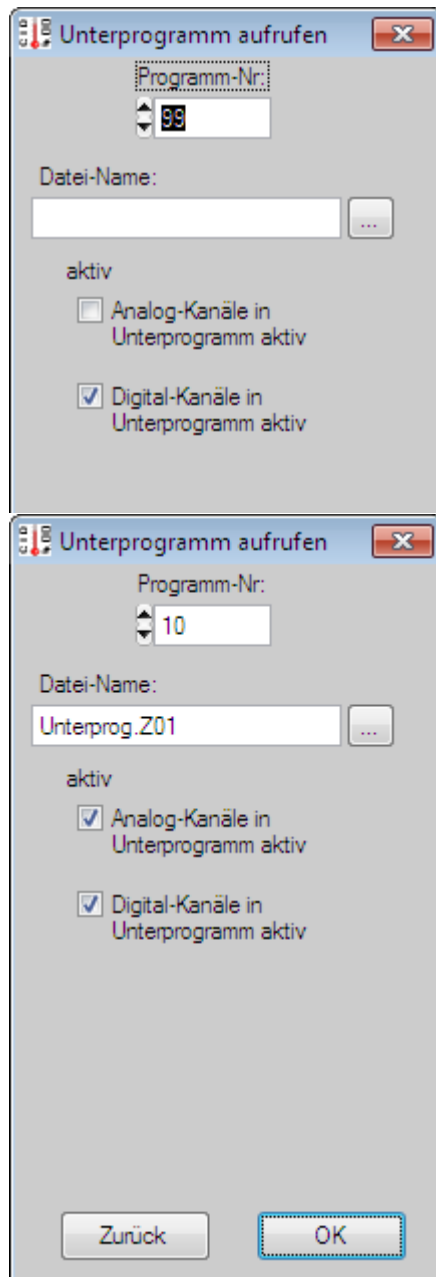 Unterprogramm aufrufen
Programm-Nr:
99
Datei-Name:
...
aktiv
Analog-Kanäle in
Unterprogramm aktiv
Digital-Kanäle in
Unterprogramm aktiv
Unterprogramm aufrufen
Programm-Nr:
10
Datei-Name:
Unterprog.Z01 ...
aktiv
Analog-Kanäle in
Unterprogramm aktiv
Digital-Kanäle in
Unterprogramm aktiv
Zurück OK